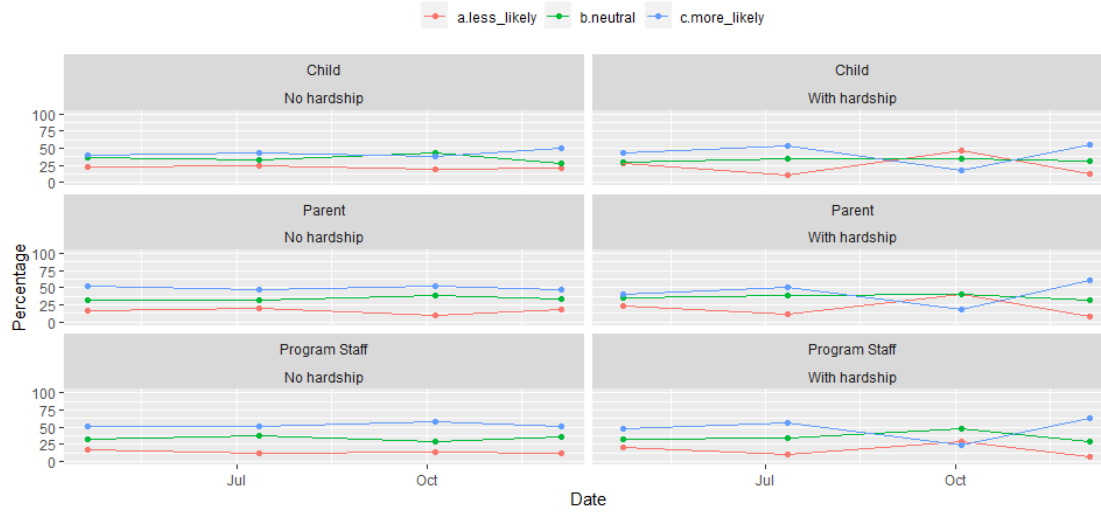 a.less_likely b.neutral c.more_likely
Child Child
No hardship With hardship
100
75
50
25
0
Parent Parent
No hardship With hardship
100
75
50
25
0
Program Staff Program Staff
No hardship With hardship
100
75
50
25
0
Percentage
Jul Oct Jul Oct
Date